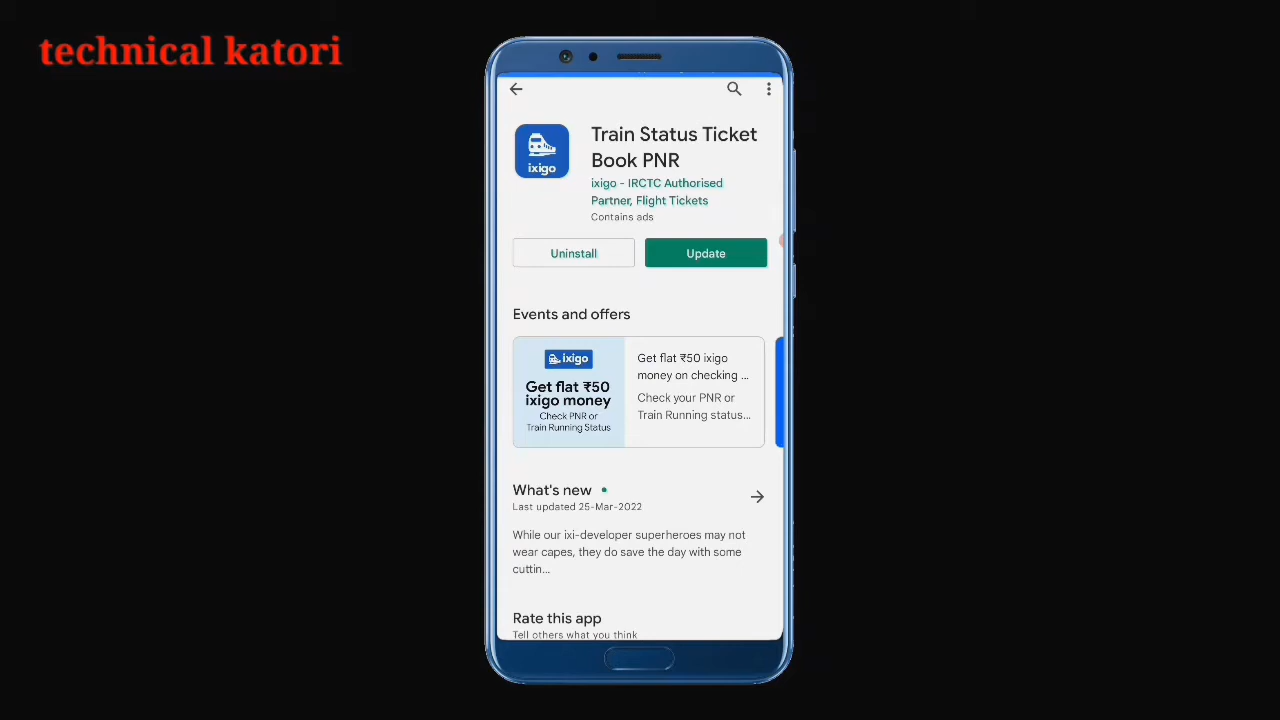 technical katori
Train Status Ticket
Book PNR
ixigo
ixigo - IRCTC Authorised
Partner, Flight Tickets
Contains ads
Uninstall
Update
Events and offers
ixigo
Get flat ₹50
ixigo money
Check PNR or
Train Running Status
Get flat ₹50 ixigo
money on checking ...
Check your PNR or
Train Running status...
What's new
Last updated 25-Mar-2022
While our ixi-developer superheroes may not
wear capes, they do save the day with some
cuttin...
Rate this app
Tell others what you think